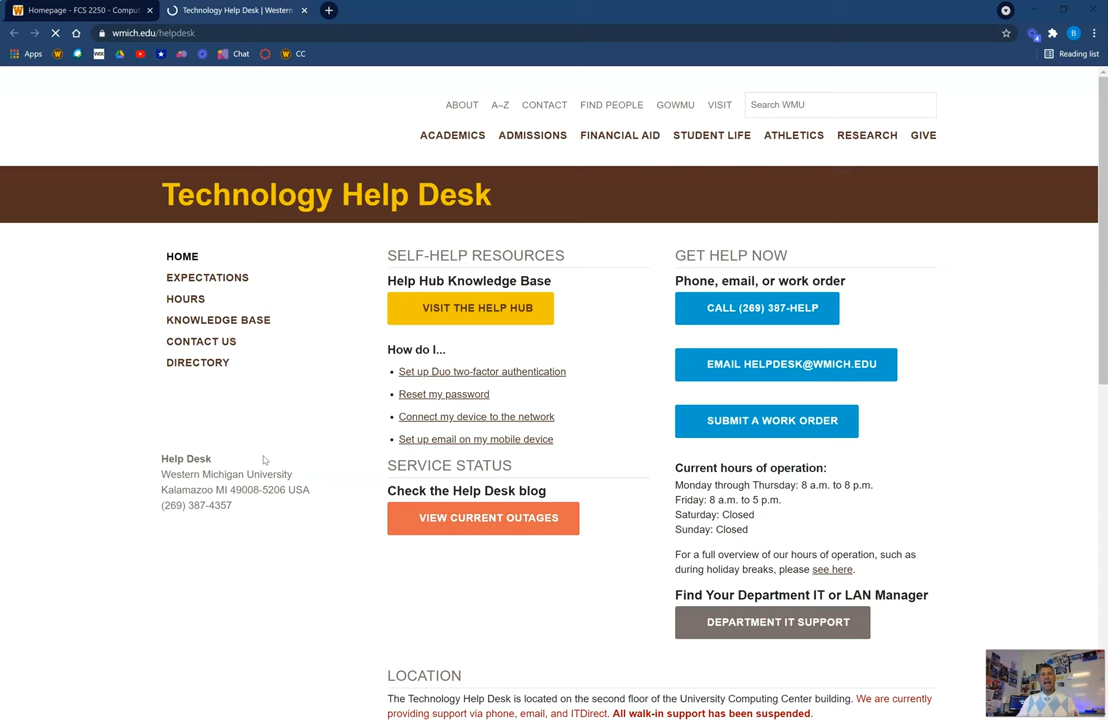 Homepage - FCS 2250 - Comput
Technology Help Desk | Western
wmich.edu/helpdesk
Apps
Chat
CC
Reading list
ABOUT A–Z CONTACT FIND PEOPLE GOWMU VISIT Search WMU
ACADEMICS ADMISSIONS FINANCIAL AID STUDENT LIFE ATHLETICS RESEARCH GIVE
Technology Help Desk
HOME
EXPECTATIONS
HOURS
KNOWLEDGE BASE
CONTACT US
DIRECTORY
Help Desk
Western Michigan University
Kalamazoo MI 49008-5206 USA
(269) 387-4357
SELF-HELP RESOURCES
Help Hub Knowledge Base
VISIT THE HELP HUB
How do I...
• Set up Duo two-factor authentication
• Reset my password
• Connect my device to the network
• Set up email on my mobile device
SERVICE STATUS
Check the Help Desk blog
VIEW CURRENT OUTAGES
GET HELP NOW
Phone, email, or work order
CALL (269) 387-HELP
EMAIL HELPDESK@WMICH.EDU
SUBMIT A WORK ORDER
Current hours of operation:
Monday through Thursday: 8 a.m. to 8 p.m.
Friday: 8 a.m. to 5 p.m.
Saturday: Closed
Sunday: Closed
For a full overview of our hours of operation, such as
during holiday breaks, please see here.
Find Your Department IT or LAN Manager
DEPARTMENT IT SUPPORT
LOCATION
The Technology Help Desk is located on the second floor of the University Computing Center building. We are currently
providing support via phone, email, and ITDirect. All walk-in support has been suspended.